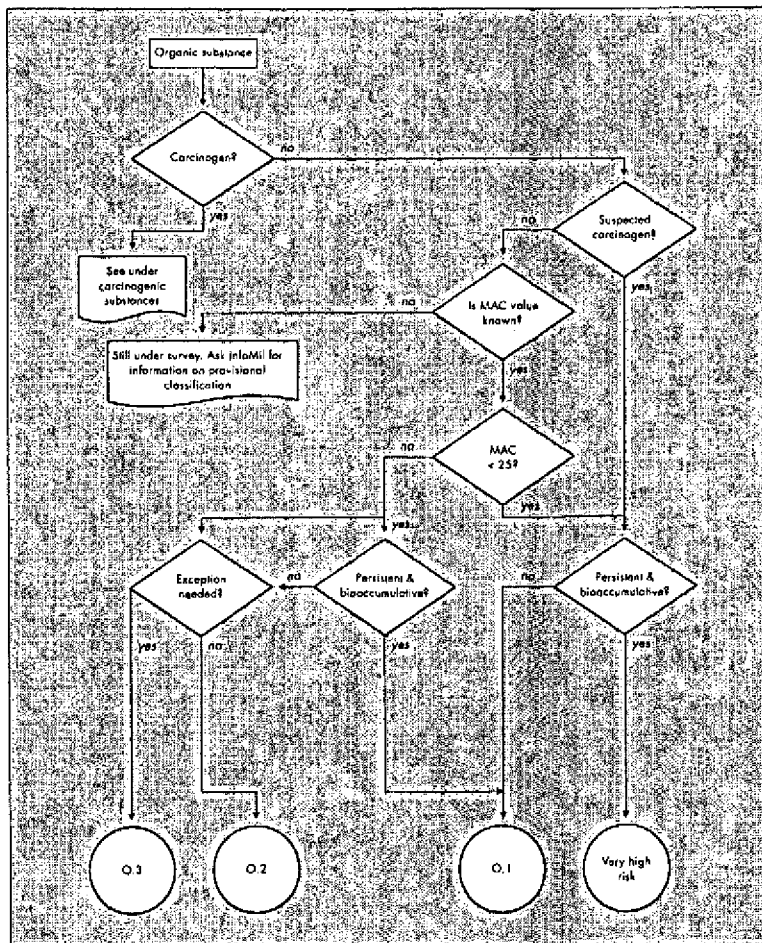 Organic substance
Carcinogen?
no
yes
no
Suspected
carcinogen?
See under
carcinogenic
substances
no
Is MAC value
known?
yes
Still under survey. Ask InfoMil for
information on provisional
classification
yes
no
MAC
< 25?
yes
yes
Exception
needed?
no
Persistent &
bioaccumulative?
no
Persistent &
bioaccumulative?
yes
no
yes
yes
O.3
O.2
O.1
Very high
risk